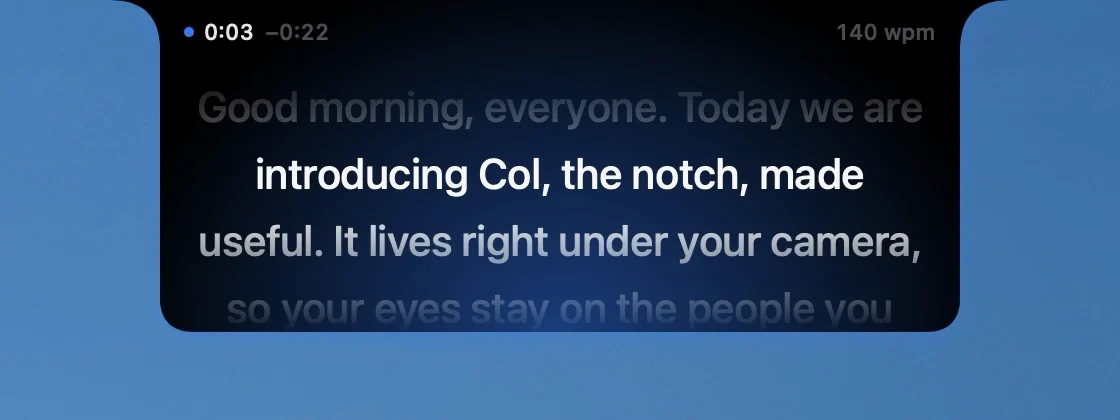 0:03 –0:22 140 wpm
Good morning, everyone. Today we are
introducing Col, the notch, made
useful. It lives right under your camera,
so your eyes stay on the people you